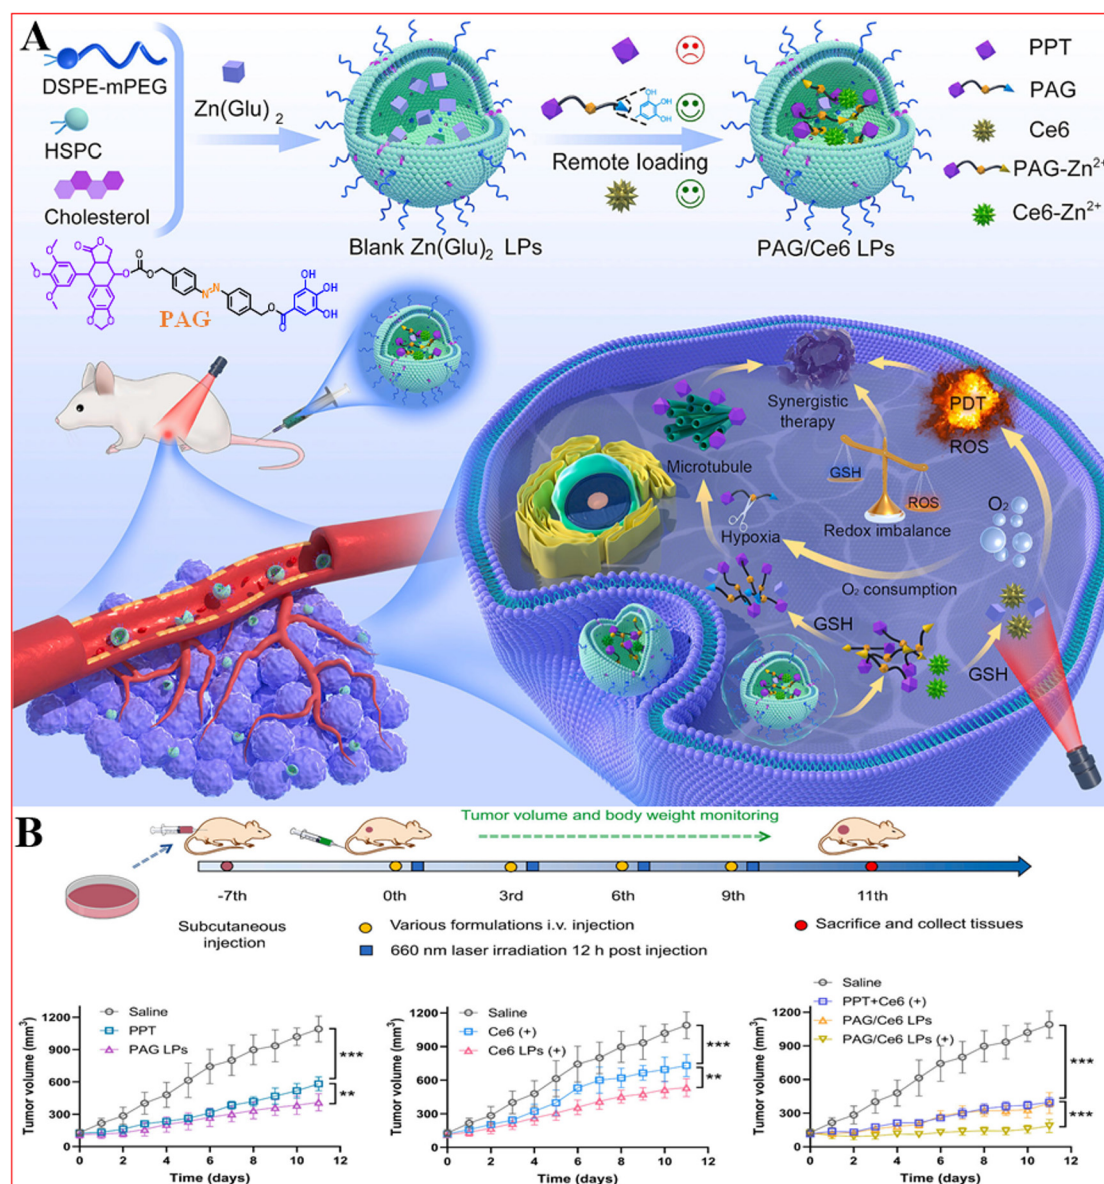 A
DSPE-mPEG
HSPC
Cholesterol
Zn(Glu) 2
Blank Zn(Glu)2 LPs
OH
OH
OH
Remote loading
PAG/Ce6 LPs
PPT
PAG
Ce6
PAG-Zn2+
Ce6-Zn2+
O
O
O
O
O
O
O
O
O
O
N
N
O
O
OH
OH
OH
PAG
Synergistic
therapy
PDT
ROS
Microtubule
GSH
ROS
Redox imbalance
O2
Hypoxia
O2 consumption
GSH
GSH
B
Tumor volume and body weight monitoring
-7th
0th
3rd
6th
9th
11th
Subcutaneous
injection
Various formulations i.v. injection
660 nm laser irradiation 12 h post injection
Sacrifice and collect tissues
Tumor volume (mm3)
1200
900
600
300
0
Saline
PPT
PAG LPs
***
**
0 2 4 6 8 10 12
Time (days)
Tumor volume (mm3)
1200
900
600
300
0
Saline
Ce6 (+)
Ce6 LPs (+)
***
**
0 2 4 6 8 10 12
Time (days)
Tumor volume (mm3)
1200
900
600
300
0
Saline
PPT+Ce6 (+)
PAG/Ce6 LPs
PAG/Ce6 LPs (+)
***
***
0 2 4 6 8 10 12
Time (days)